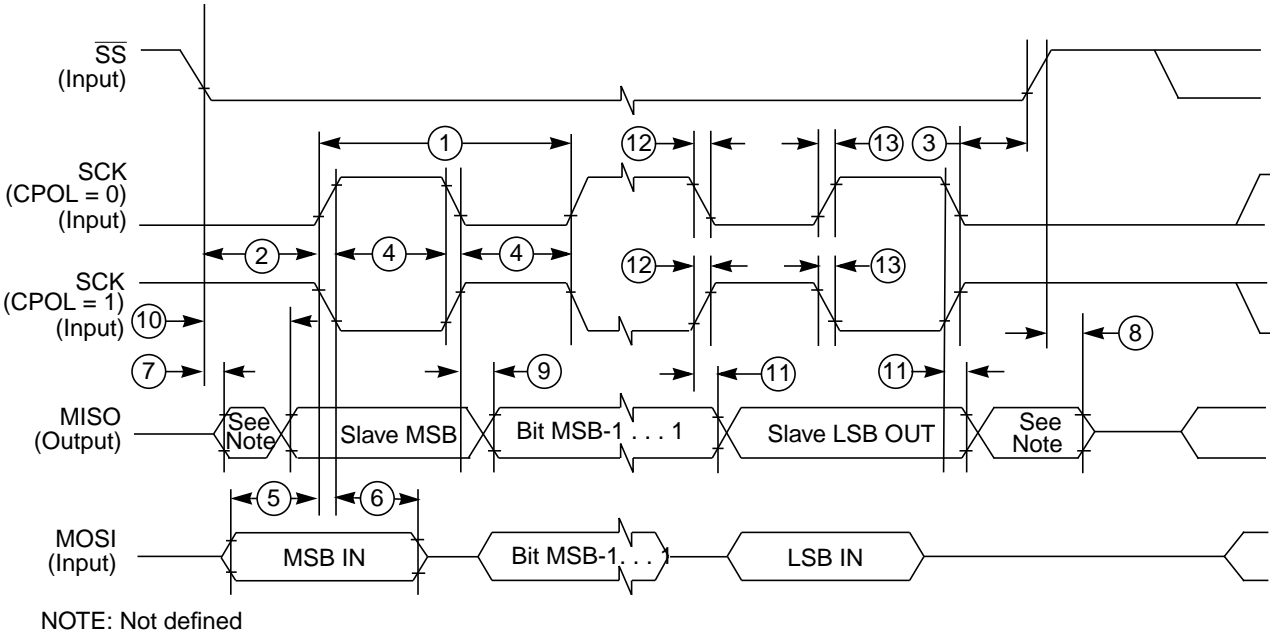 SS
(Input)
1
12
13
3
SCK
(CPOL = 0)
(Input)
2
4
4
12
13
SCK
(CPOL = 1)
(Input)
10
8
7
9
11
11
MISO
(Output)
See
Note
Slave MSB
Bit MSB-1 . . . 1
Slave LSB OUT
See
Note
5
6
MOSI
(Input)
MSB IN
Bit MSB-1. . . 1
LSB IN
NOTE: Not defined